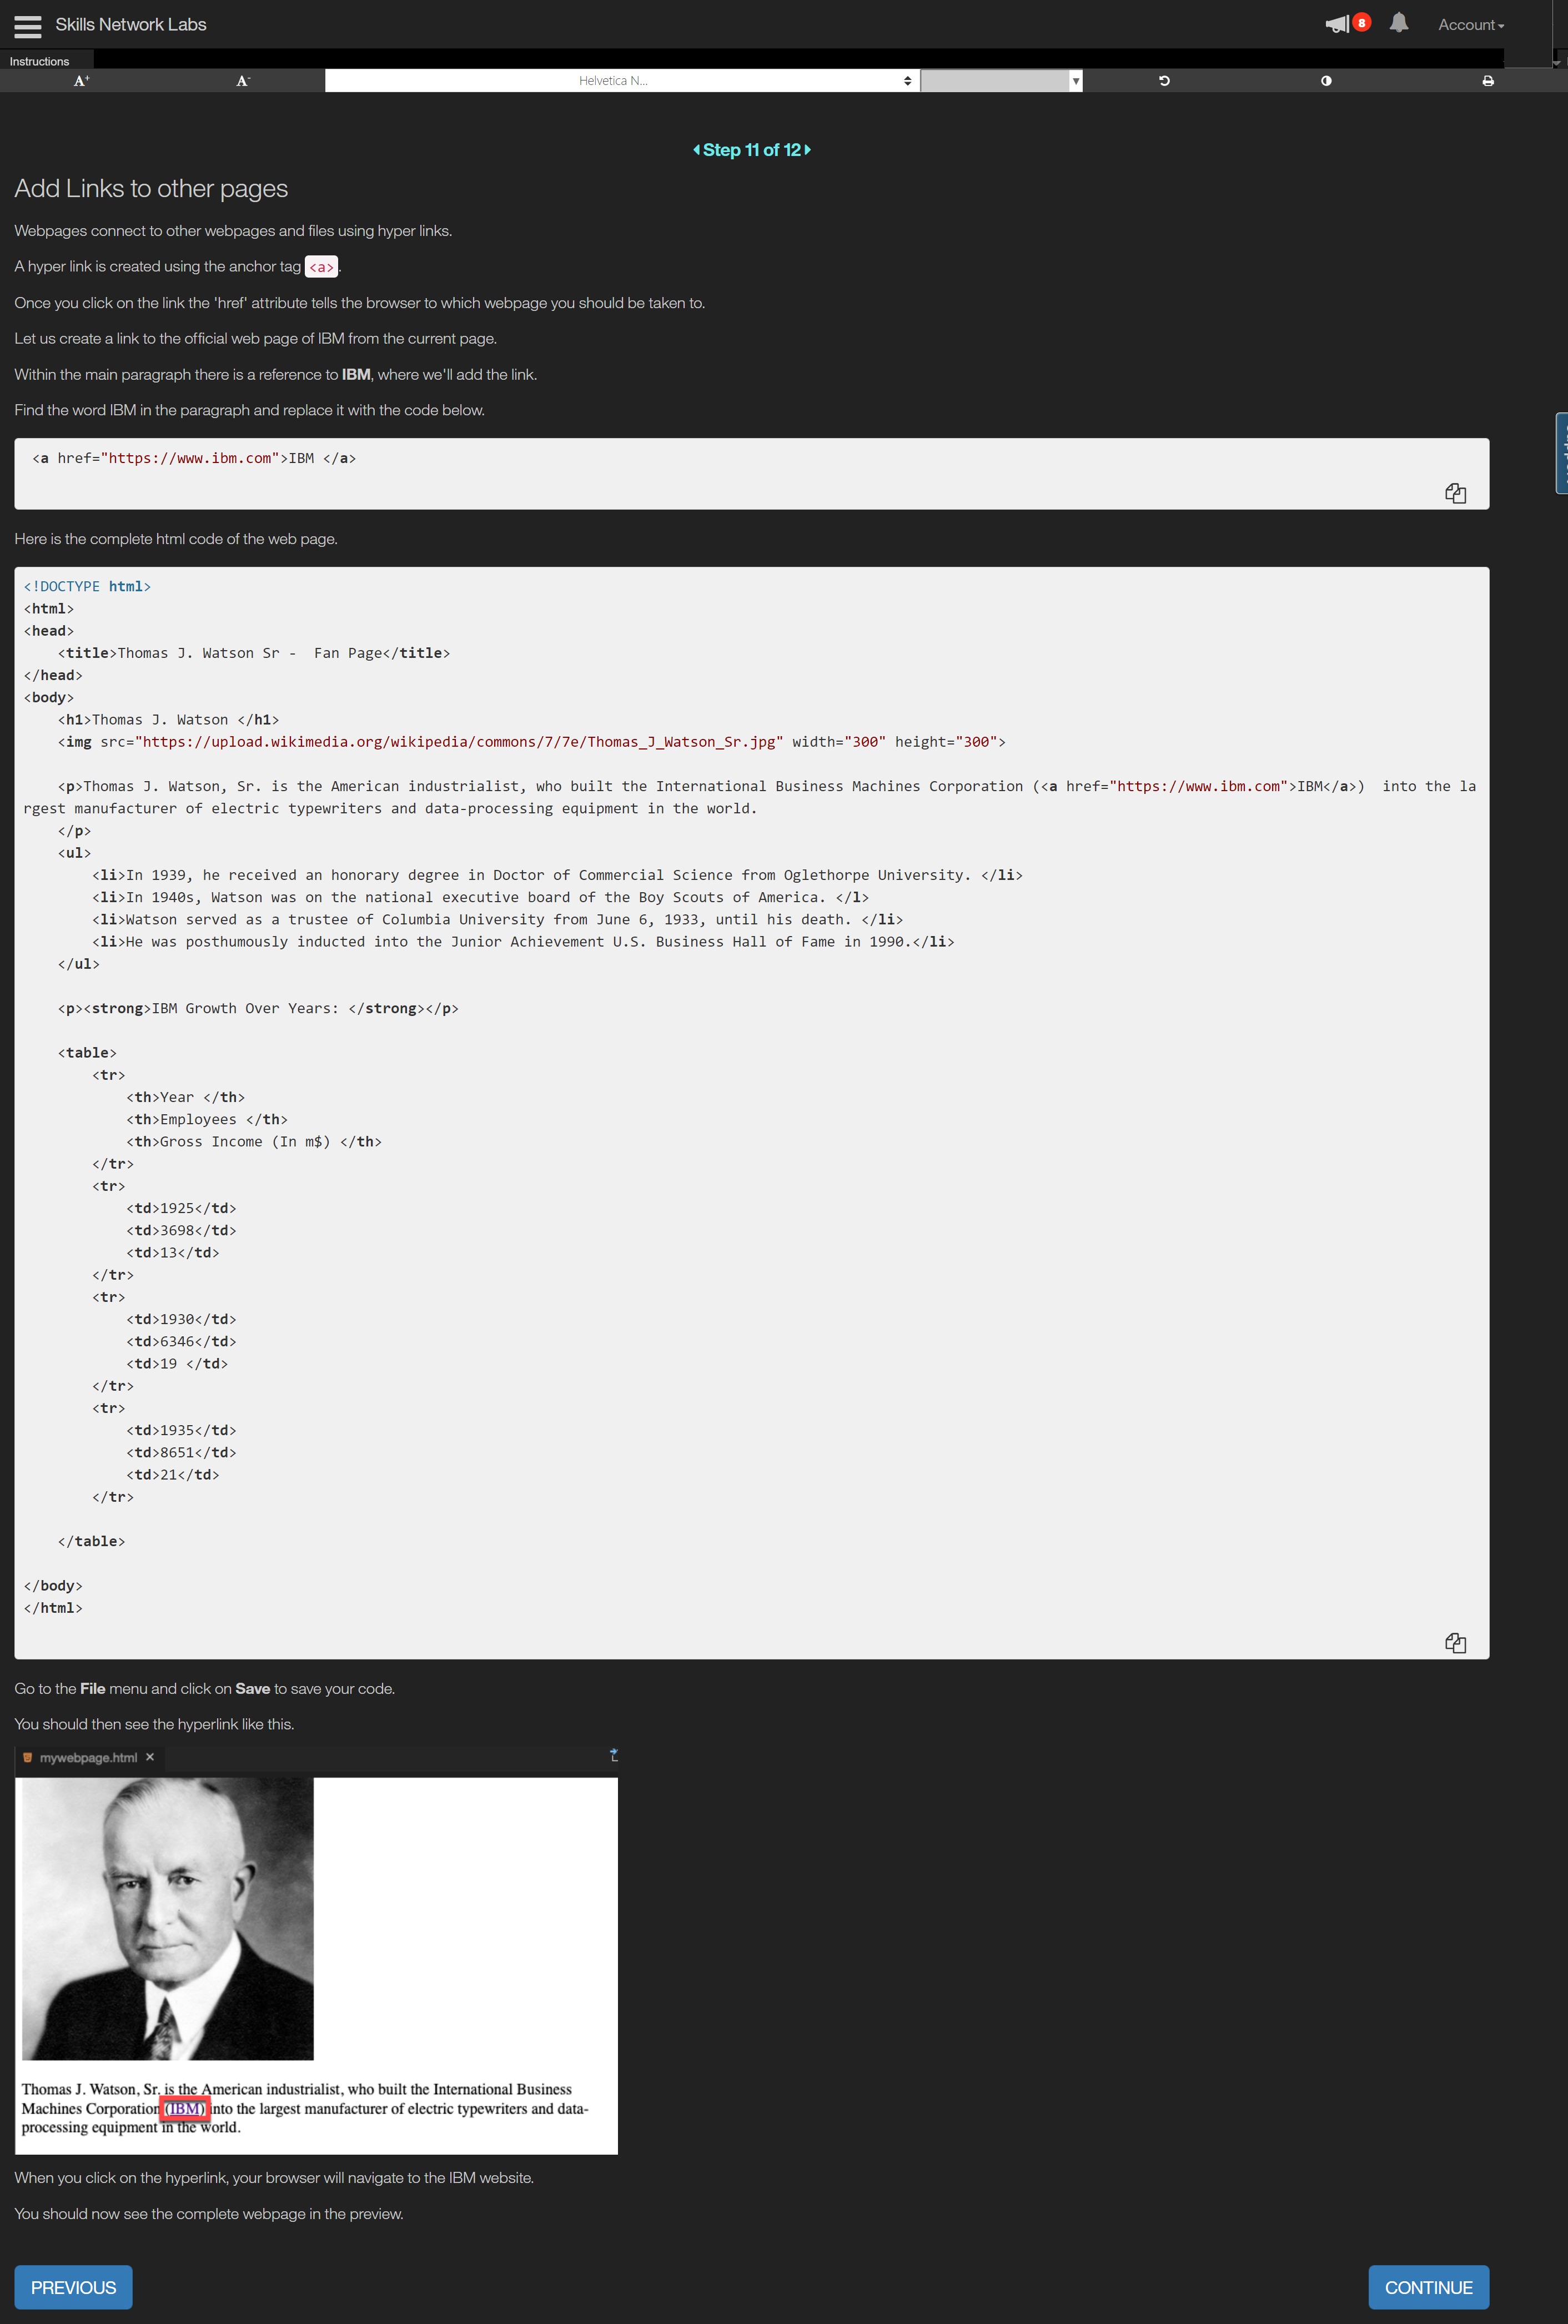 Skills Network Labs
8
Account
Instructions
A+
A-
Helvetica N...
Step 11 of 12
Add Links to other pages
Webpages connect to other webpages and files using hyper links.
A hyper link is created using the anchor tag <a>.
Once you click on the link the 'href' attribute tells the browser to which webpage you should be taken to.
Let us create a link to the official web page of IBM from the current page.
Within the main paragraph there is a reference to IBM, where we'll add the link.
Find the word IBM in the paragraph and replace it with the code below.
<a href="https://www.ibm.com">IBM </a>
Here is the complete html code of the web page.
<!DOCTYPE html>
<html>
<head>
    <title>Thomas J. Watson Sr -  Fan Page</title>
</head>
<body>
    <h1>Thomas J. Watson </h1>
    <img src="https://upload.wikimedia.org/wikipedia/commons/7/7e/Thomas_J_Watson_Sr.jpg" width="300" height="300">
    <p>Thomas J. Watson, Sr. is the American industrialist, who built the International Business Machines Corporation (<a href="https://www.ibm.com">IBM</a>)  into the la
rgest manufacturer of electric typewriters and data-processing equipment in the world.
    </p>
    <ul>
        <li>In 1939, he received an honorary degree in Doctor of Commercial Science from Oglethorpe University. </li>
        <li>In 1940s, Watson was on the national executive board of the Boy Scouts of America. </l>
        <li>Watson served as a trustee of Columbia University from June 6, 1933, until his death. </li>
        <li>He was posthumously inducted into the Junior Achievement U.S. Business Hall of Fame in 1990.</li>
    </ul>
    <p><strong>IBM Growth Over Years: </strong></p>
    <table>
        <tr>
            <th>Year </th>
            <th>Employees </th>
            <th>Gross Income (In m$) </th>
        </tr>
        <tr>
            <td>1925</td>
            <td>3698</td>
            <td>13</td>
        </tr>
        <tr>
            <td>1930</td>
            <td>6346</td>
            <td>19 </td>
        </tr>
        <tr>
            <td>1935</td>
            <td>8651</td>
            <td>21</td>
        </tr>
    </table>
</body>
</html>
Go to the File menu and click on Save to save your code.
You should then see the hyperlink like this.
mywebpage.html
Thomas J. Watson, Sr. is the American industrialist, who built the International Business
Machines Corporation (IBM) into the largest manufacturer of electric typewriters and data-
processing equipment in the world.
When you click on the hyperlink, your browser will navigate to the IBM website.
You should now see the complete webpage in the preview.
PREVIOUS
CONTINUE